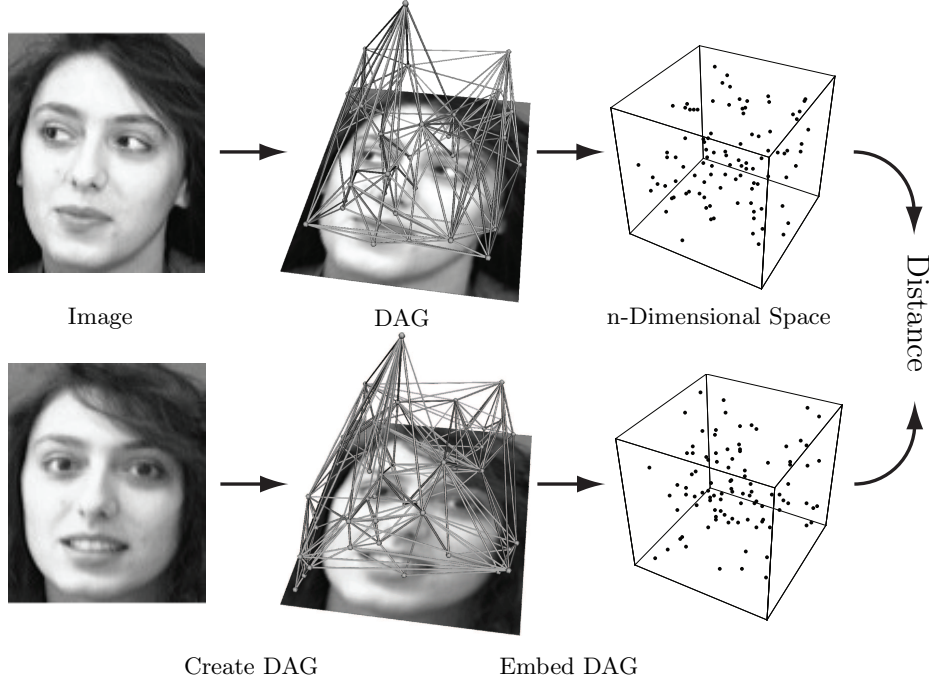 Image
DAG
n-Dimensional Space
Distance
Create DAG
Embed DAG